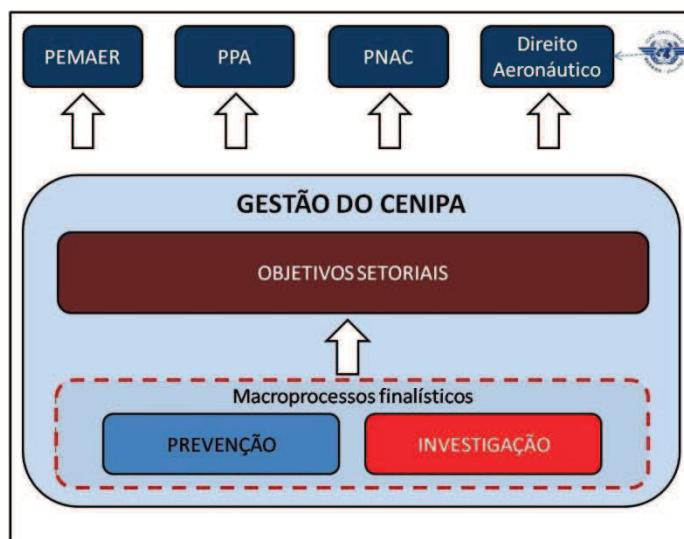 PEMAER
PPA
PNAC
Direito
Aeronáutico
GESTÃO DO CENIPA
OBJETIVOS SETORIAIS
Macroprocessos finalísticos
PREVENÇÃO
INVESTIGAÇÃO